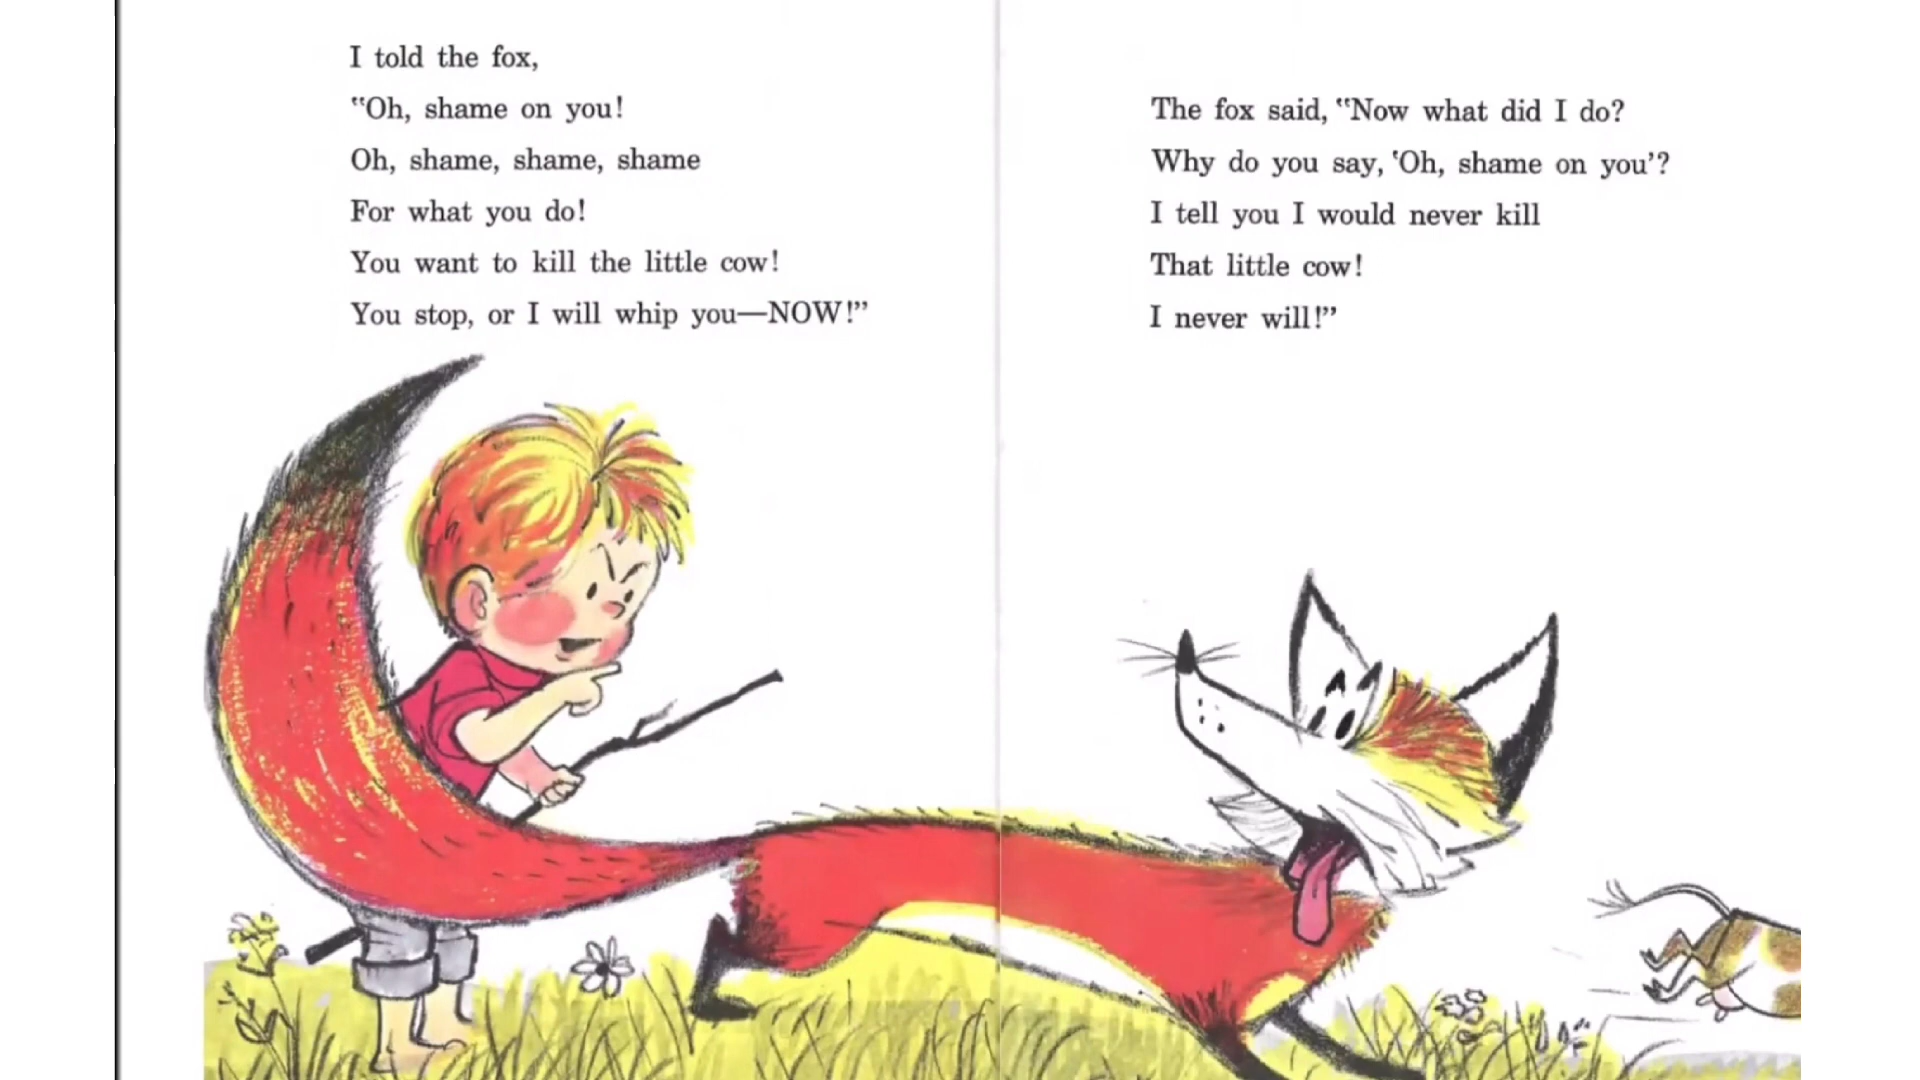 I told the fox,
“Oh, shame on you!
Oh, shame, shame, shame
For what you do!
You want to kill the little cow!
You stop, or I will whip you—NOW!”
The fox said, “Now what did I do?
Why do you say, ‘Oh, shame on you’?
I tell you I would never kill
That little cow!
I never will!”